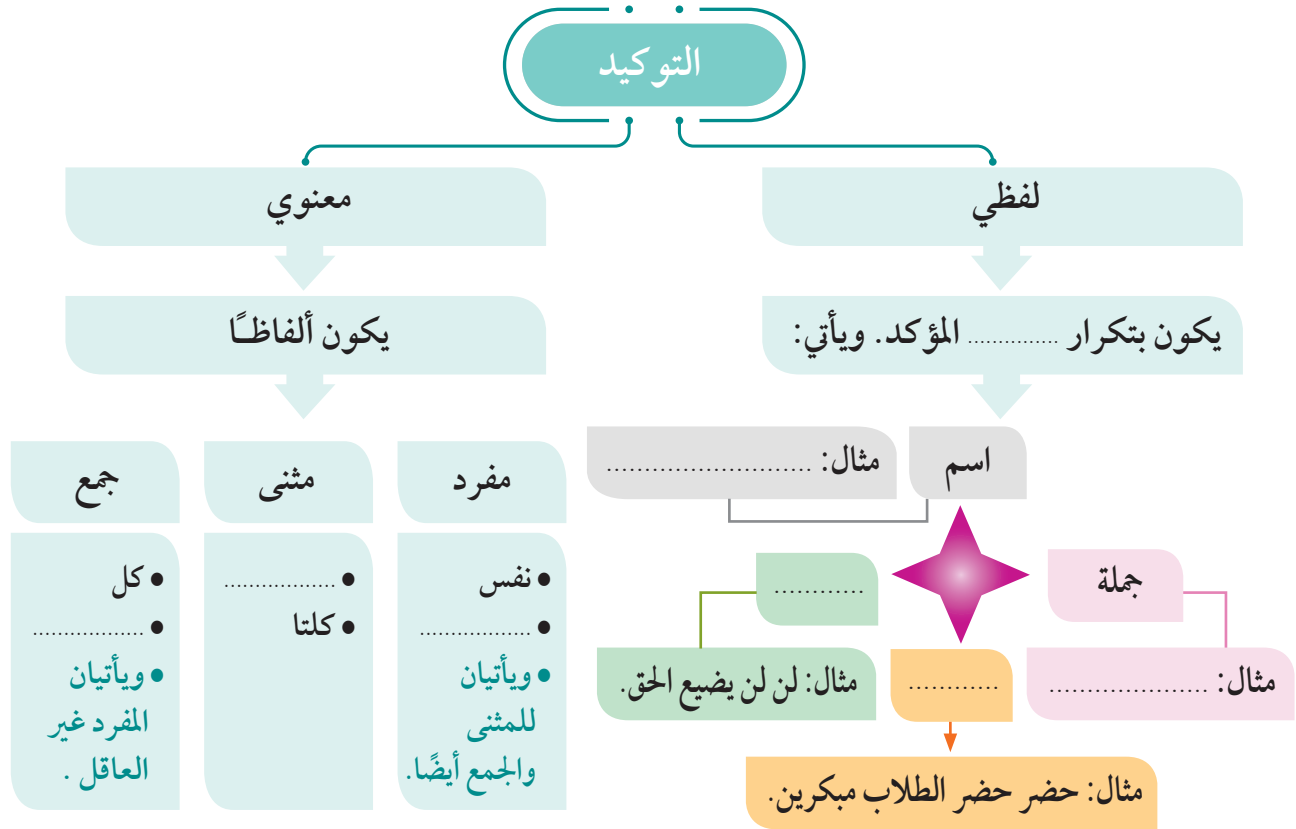 التوكيد
لفظي
يكون بتكرار ............... المؤكد. ويأتي:
اسم
مثال: ...........................
جملة
مثال: .....................
............
مثال: لن لن يضيع الحق.
............
مثال: حضر حضر الطلاب مبكرين.
معنوي
يكون ألفاظـًا
مفرد
• نفس
• ..................
• ويأتيان
للمثنى
والجمع أيضًا.
مثنى
• ..................
• كلتا
جمع
• كل
• ..................
• ويأتيان
المفرد غير
العاقل .